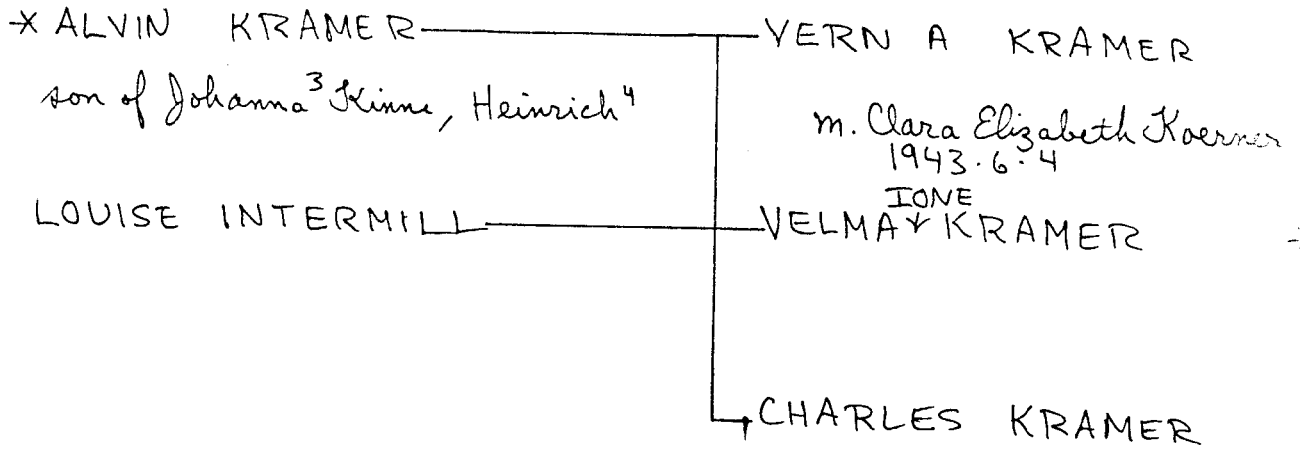 * ALVIN KRAMER
VERN A KRAMER
son of Johanna³ Kinne, Heinrich⁴
m. Clara Elizabeth Koerner
1943.6.4
LOUISE INTERMILL
IONE
VELMA KRAMER
CHARLES KRAMER